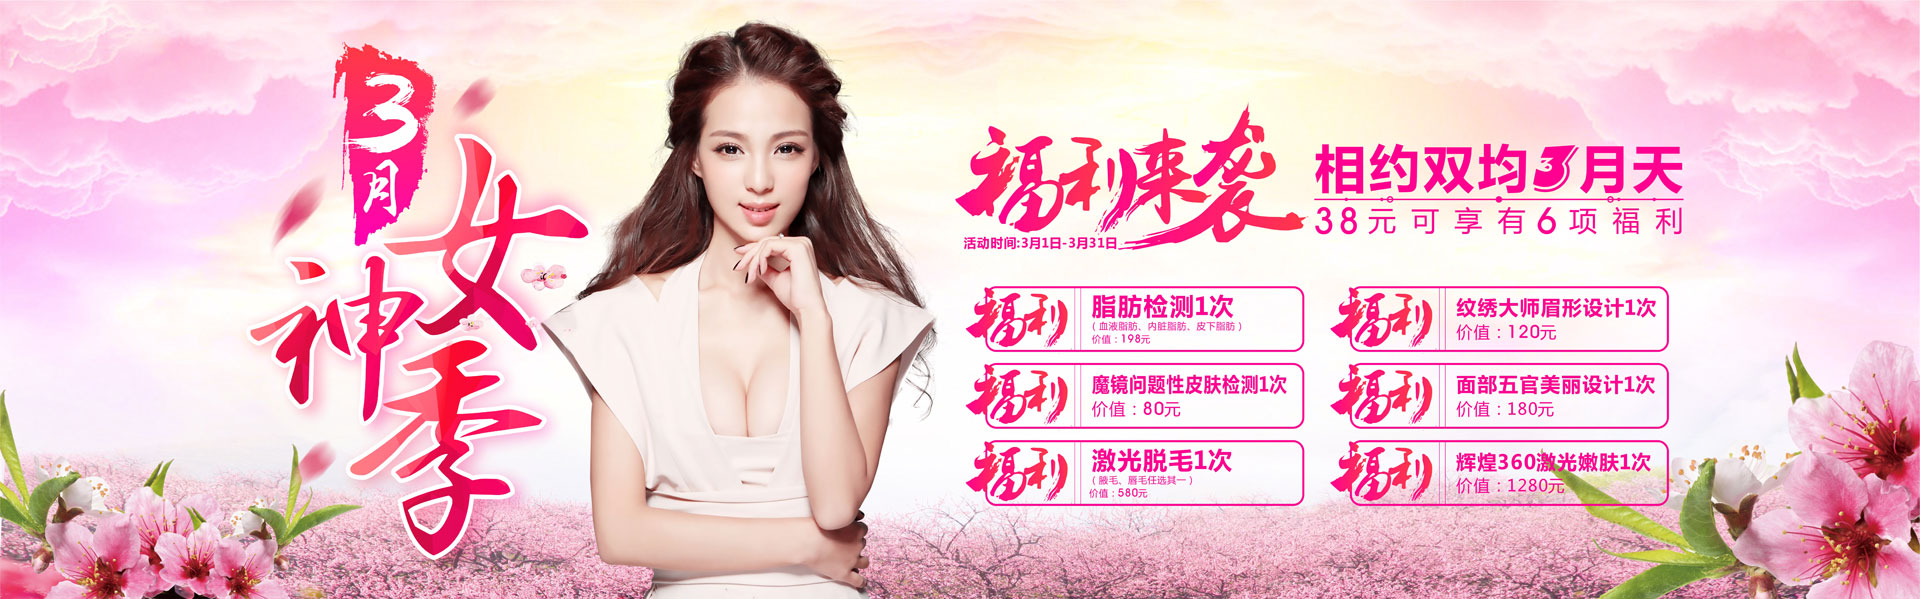 3月
女神季
福利来袭
活动时间:3月1日-3月31日
相约双均3月天
38元可享有6项福利
福利
脂肪检测1次
（血液脂肪、内脏脂肪、皮下脂肪）
价值：198元
福利
魔镜问题性皮肤检测1次
价值：80元
福利
激光脱毛1次
（腋毛、唇毛任选其一）
价值：580元
福利
纹绣大师眉形设计1次
价值：120元
福利
面部五官美丽设计1次
价值：180元
福利
辉煌360激光嫩肤1次
价值：1280元